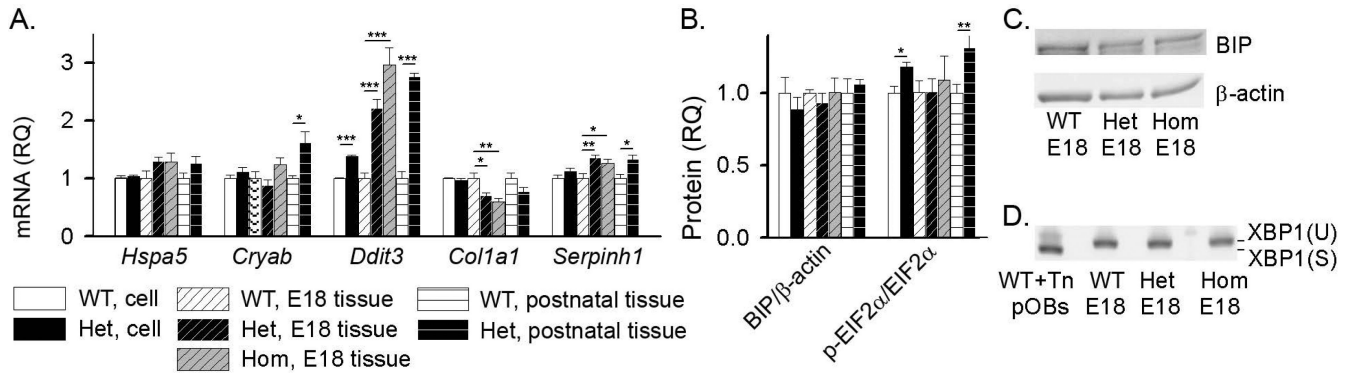 A.
mRNA (RQ)
3
2
1
0
***
***
***
***
*
*
**
**
*
*
Hspa5 Cryab Ddit3 Col1a1 Serpinh1
WT, cell
Het, cell
WT, E18 tissue
Het, E18 tissue
Hom, E18 tissue
WT, postnatal tissue
Het, postnatal tissue
B.
Protein (RQ)
1.0
0.5
0.0
*
**
BIP/β-actin
p-EIF2α/EIF2α
C.
BIP
β-actin
WT Het Hom
E18 E18 E18
D.
XBP1(U)
XBP1(S)
WT+Tn WT Het Hom
pOBs E18 E18 E18